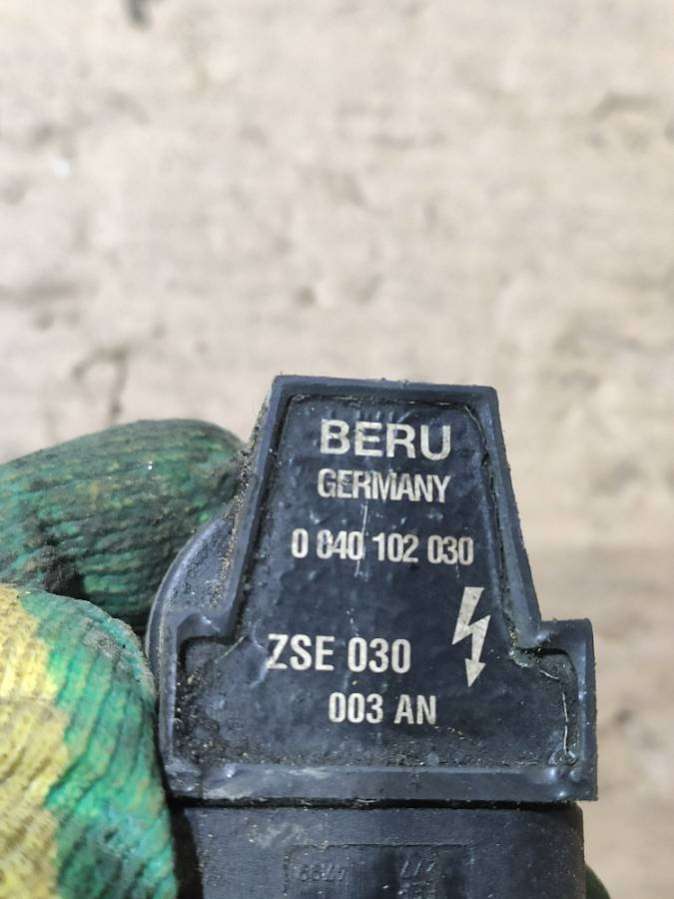 BERU
GERMANY
0 040 102 030
ZSE 030
003 AN